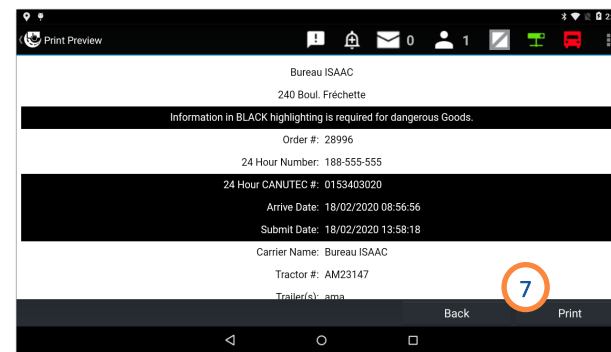 Print Preview
0
1
Bureau ISAAC
240 Boul. Fréchette
Information in BLACK highlighting is required for dangerous Goods.
Order #: 28996
24 Hour Number: 188-555-555
24 Hour CANUTEC #: 0153403020
Arrive Date: 18/02/2020 08:56:56
Submit Date: 18/02/2020 13:58:18
Carrier Name: Bureau ISAAC
Tractor #: AM23147
Trailer(s): ama
7
Back Print